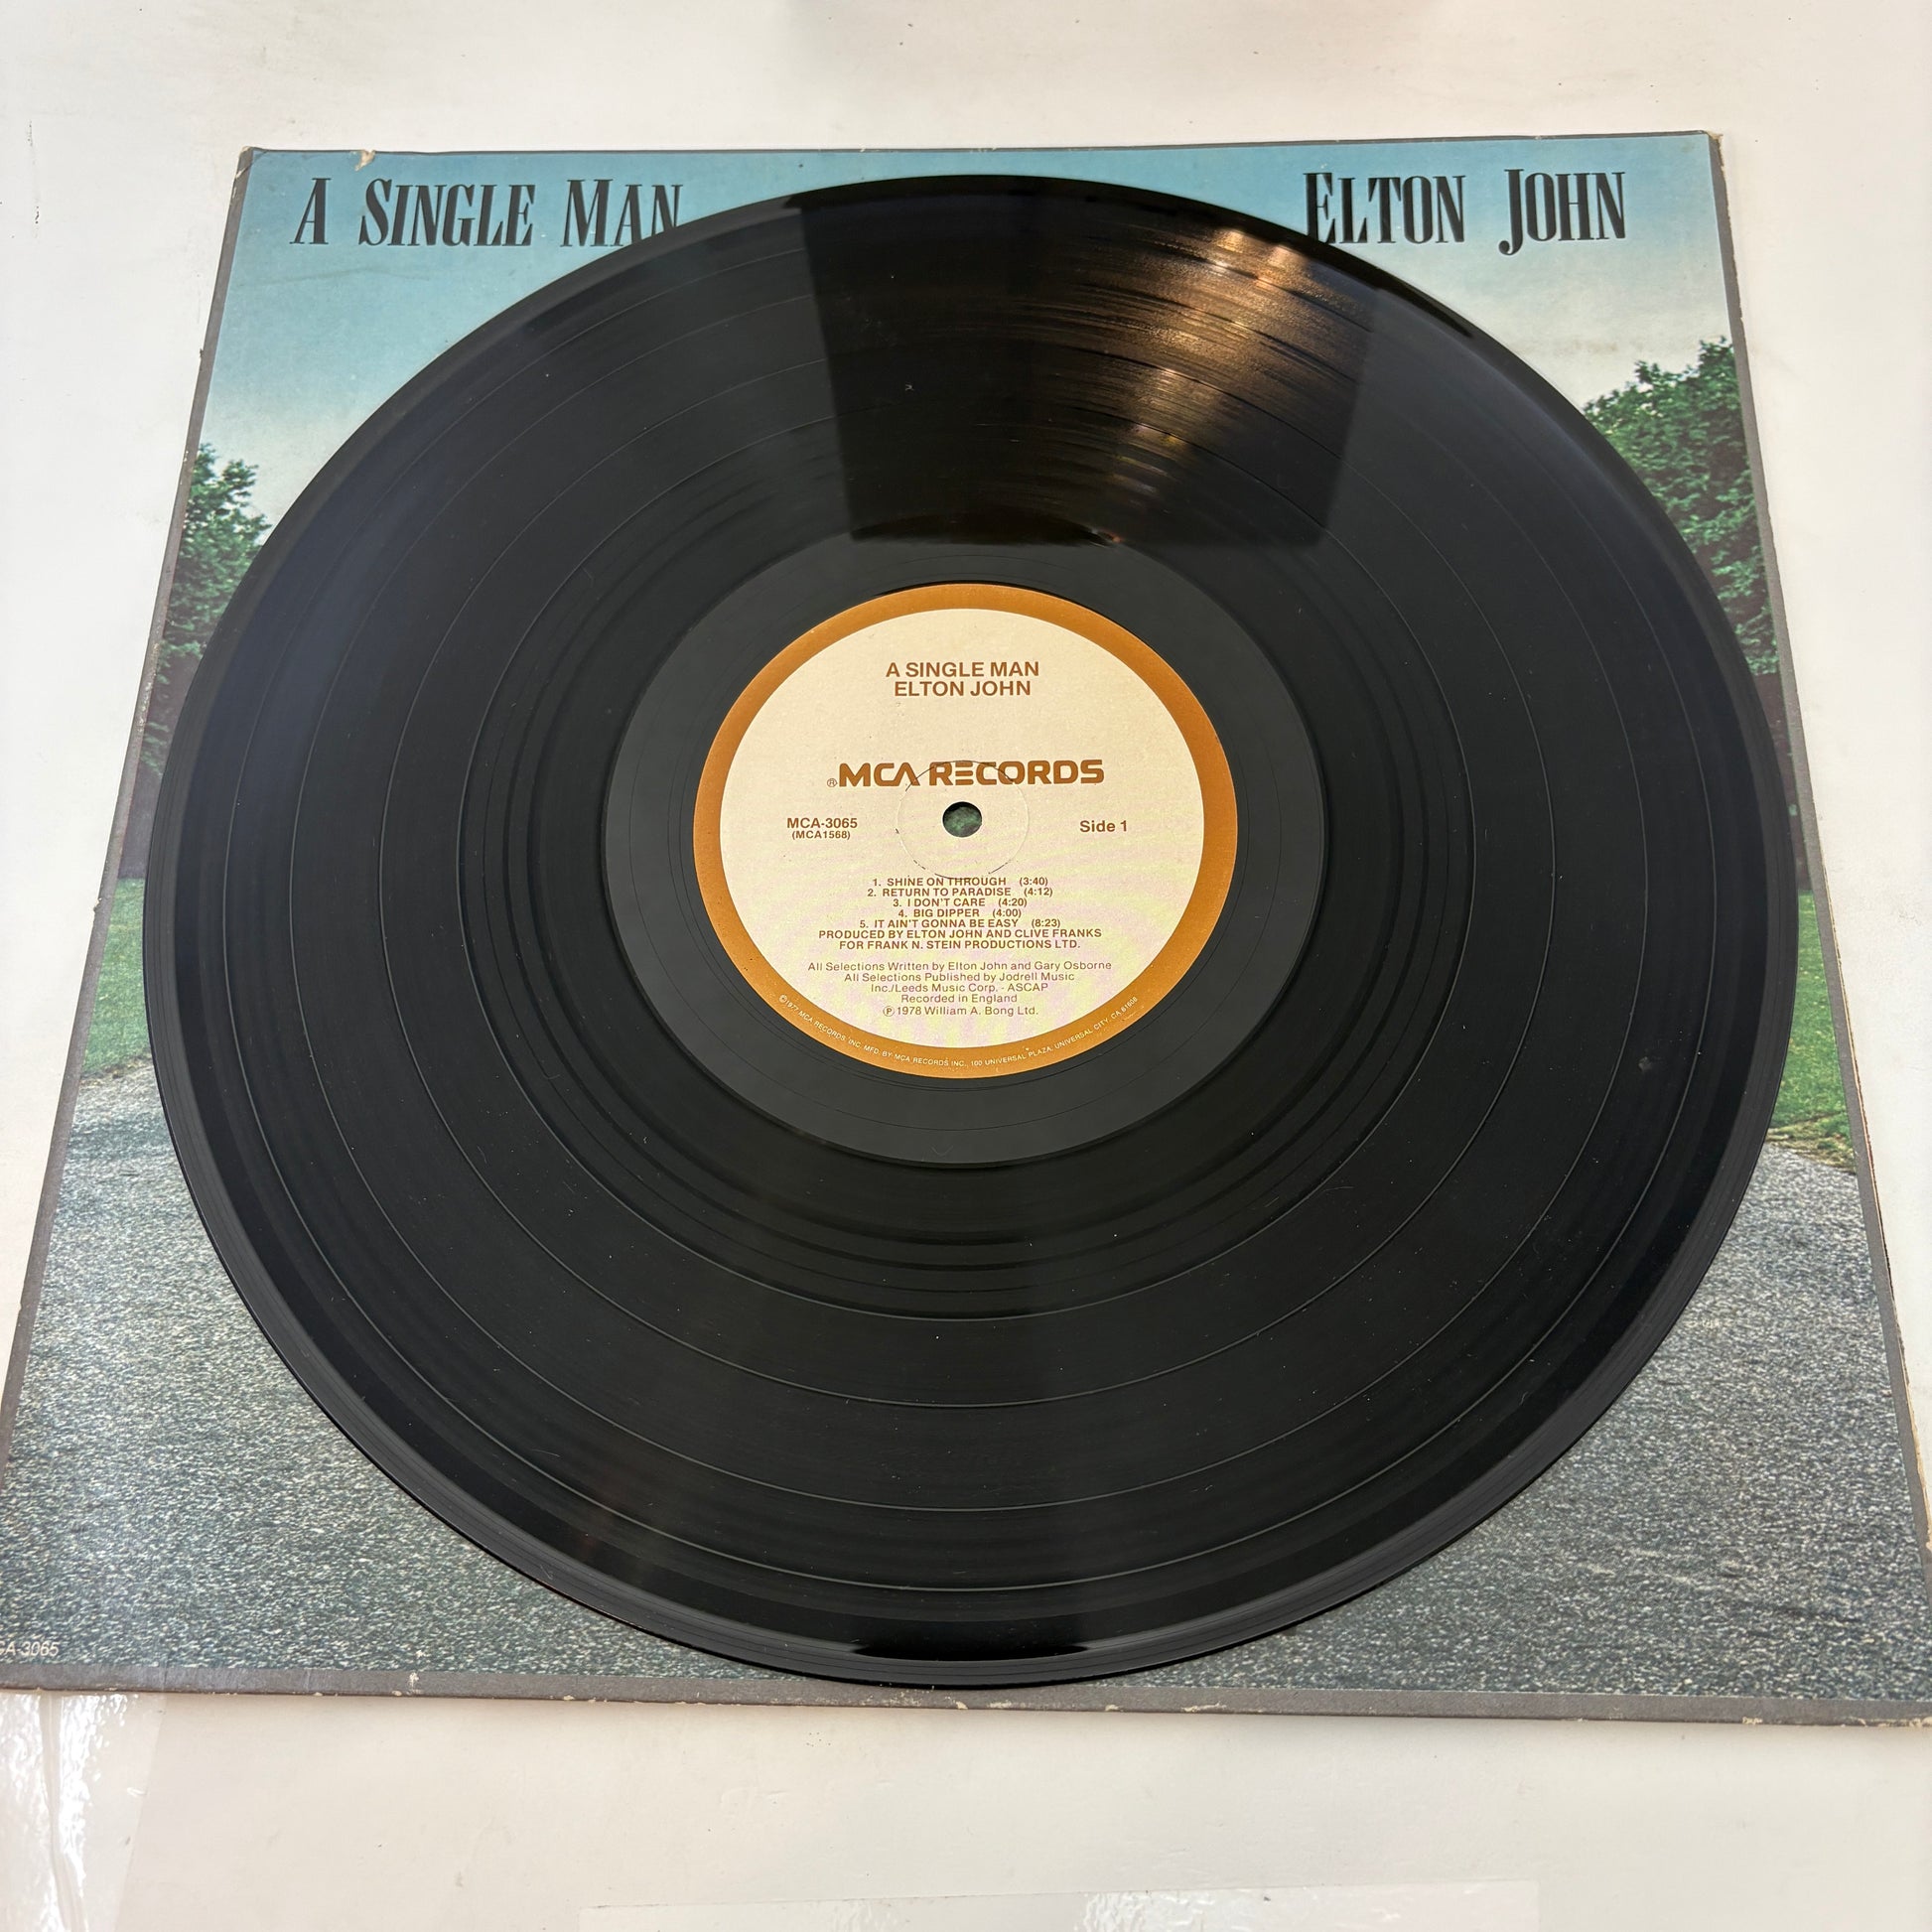 A SINGLE MAN
ELTON JOHN
A SINGLE MAN
ELTON JOHN
®MCA RECORDS
MCA-3065
(MCA1568)
Side 1
1. SHINE ON THROUGH (3:40)
2. RETURN TO PARADISE (4:12)
3. I DON'T CARE (4:20)
4. BIG DIPPER (4:00)
5. IT AIN'T GONNA BE EASY (8:23)
PRODUCED BY ELTON JOHN AND CLIVE FRANKS
FOR FRANK N. STEIN PRODUCTIONS LTD.
All Selections Written by Elton John and Gary Osborne
All Selections Published by Jodrell Music
Inc./Leeds Music Corp. - ASCAP
Recorded in England
℗ 1978 William A. Bong Ltd.
©1977 MCA RECORDS, INC. MFD. BY MCA RECORDS INC., 100 UNIVERSAL PLAZA, UNIVERSAL CITY, CA 91608
CA-3065